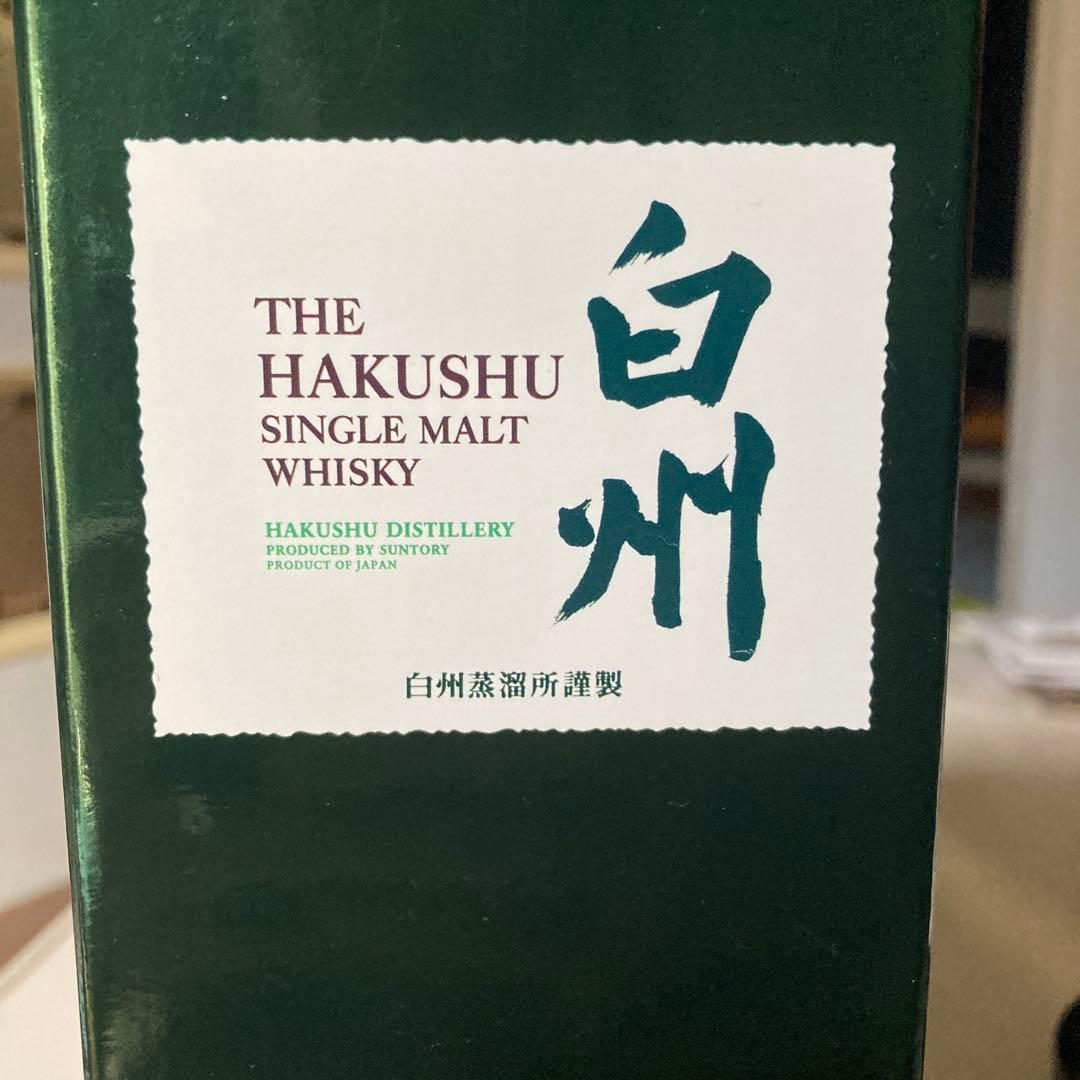 THE
HAKUSHU
SINGLE MALT
WHISKY
HAKUSHU DISTILLERY
PRODUCED BY SUNTORY
PRODUCT OF JAPAN
白州
白州蒸溜所謹製